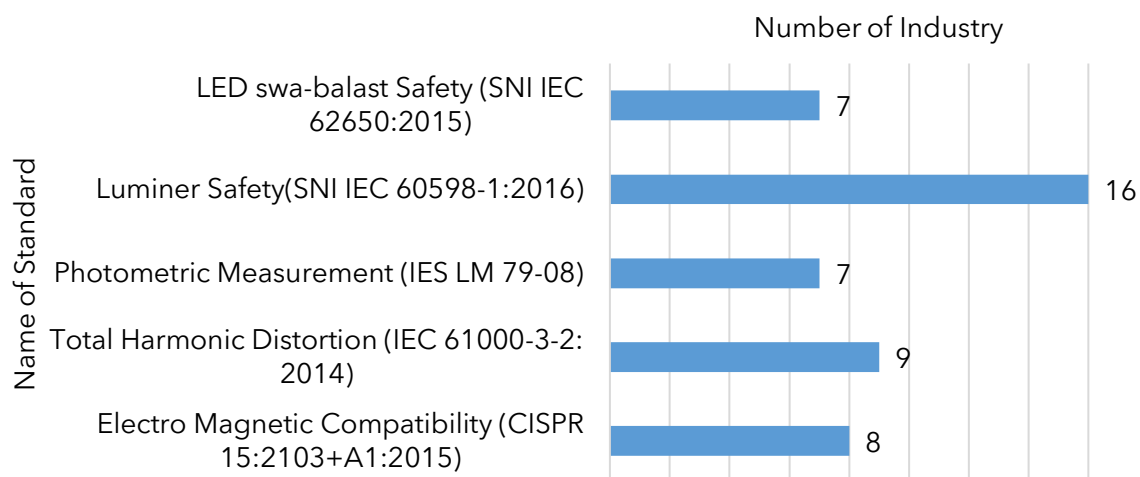 Number of Industry
Name of Standard
LED swa-balast Safety (SNI IEC
62650:2015)
7
Luminer Safety(SNI IEC 60598-1:2016)
16
Photometric Measurement (IES LM 79-08)
7
Total Harmonic Distortion (IEC 61000-3-2:
2014)
9
Electro Magnetic Compatibility (CISPR
15:2103+A1:2015)
8